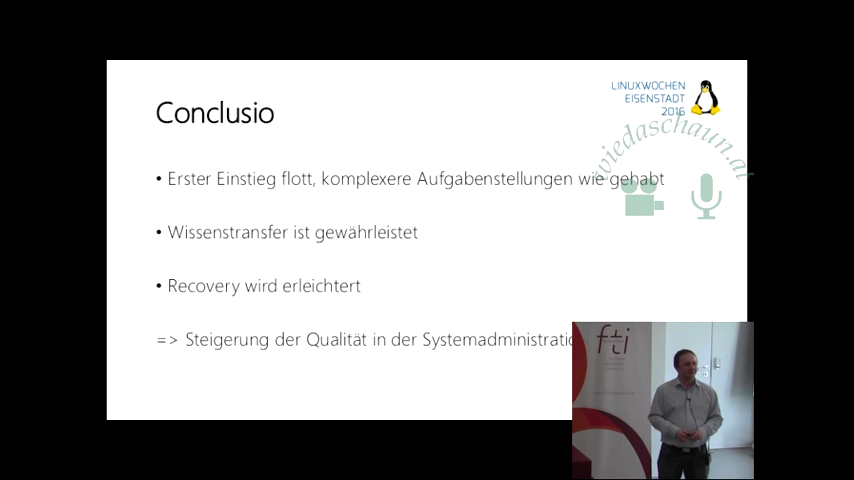 Conclusio
LINUXWOCHEN
EISENSTADT
2016
wiedaschaun.at
• Erster Einstieg flott, komplexere Aufgabenstellungen wie gehabt
• Wissenstransfer ist gewährleistet
• Recovery wird erleichtert
=> Steigerung der Qualität in der Systemadministratio
fti